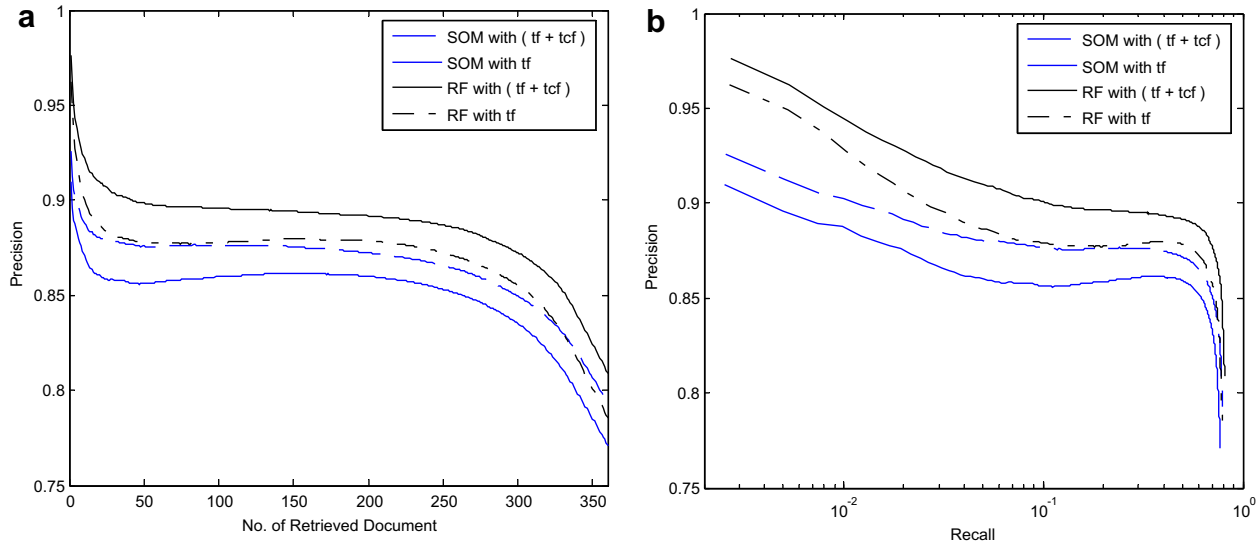 a
1
0.95
0.9
0.85
0.8
0.75
Precision
0 50 100 150 200 250 300 350
No. of Retrieved Document
SOM with ( tf + tcf )
SOM with tf
RF with ( tf + tcf )
RF with tf
b
1
0.95
0.9
0.85
0.8
0.75
Precision
10-2 10-1 100
Recall
SOM with ( tf + tcf )
SOM with tf
RF with ( tf + tcf )
RF with tf